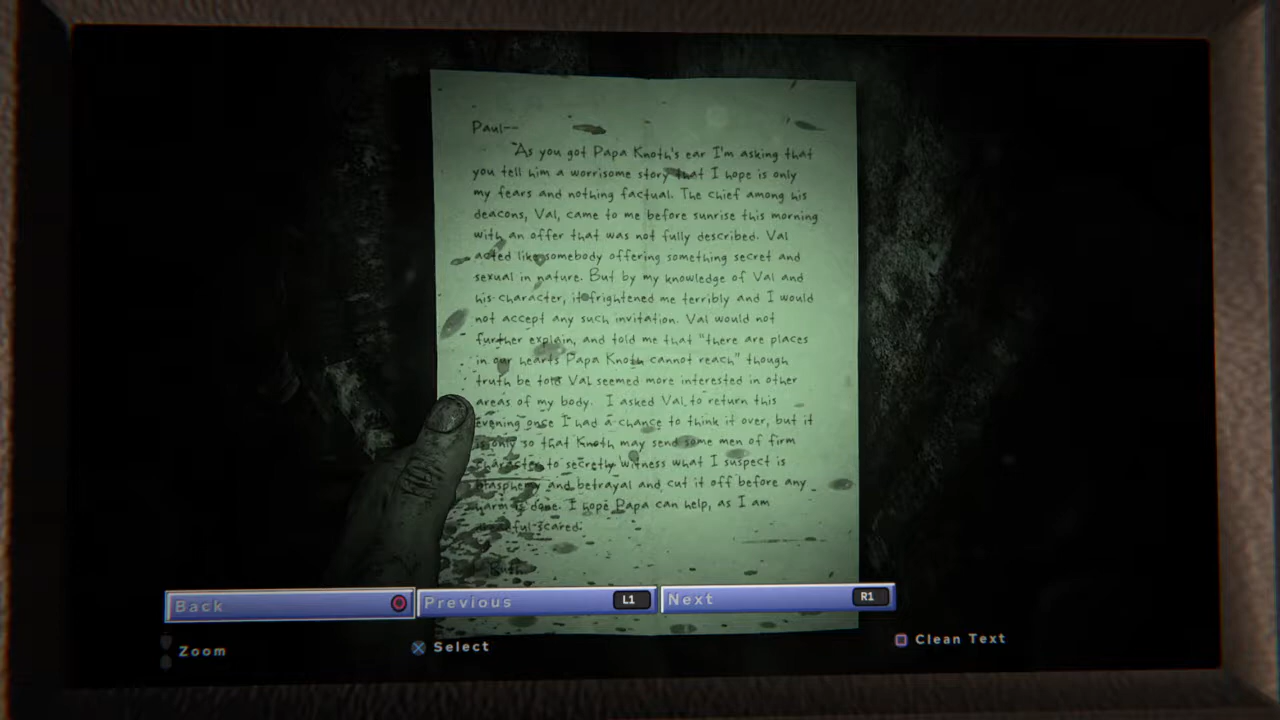 Paul--
As you got Papa Knoth's ear I'm asking that
you tell him a worrisome story that I hope is only
my fears and nothing factual. The chief among his
deacons, Val, came to me before sunrise this morning
with an offer that was not fully described. Val
acted like somebody offering something secret and
sexual in nature. But by my knowledge of Val and
his character, it frightened me terribly and I would
not accept any such invitation. Val would not
further explain, and told me that "there are places
in our hearts Papa Knoth cannot reach" though
truth be told Val seemed more interested in other
areas of my body. I asked Val to return this
evening once I had a chance to think it over, but it
is only so that Knoth may send some men of firm
character to secretly witness what I suspect is
blasphemy and betrayal and cut it off before any
harm is done. I hope Papa can help, as I am
scared.
Ruth
Back
Previous L1
Next R1
Zoom
Select
Clean Text